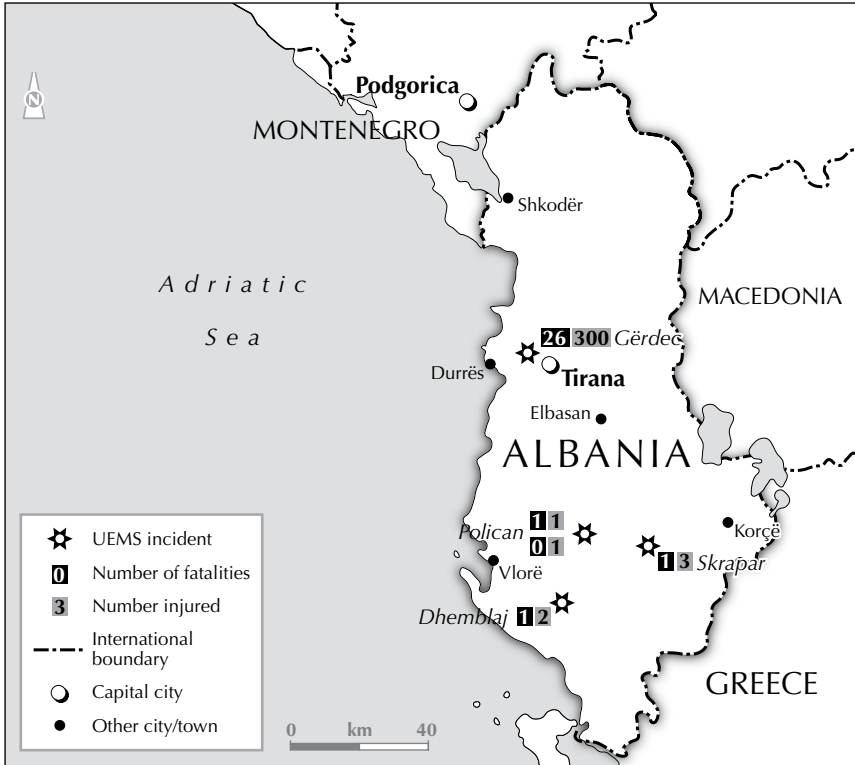 N
Podgorica
MONTENEGRO
Shkodër
Adriatic
Sea
MACEDONIA
26 300 Gërdec
Durrës
Tirana
Elbasan
ALBANIA
Polican 1 1
0 1
Korçë
Vlorë
1 3 Skrapar
Dhemblaj 1 2
GREECE
UEMS incident
0 Number of fatalities
3 Number injured
International
boundary
Capital city
Other city/town
0 km 40